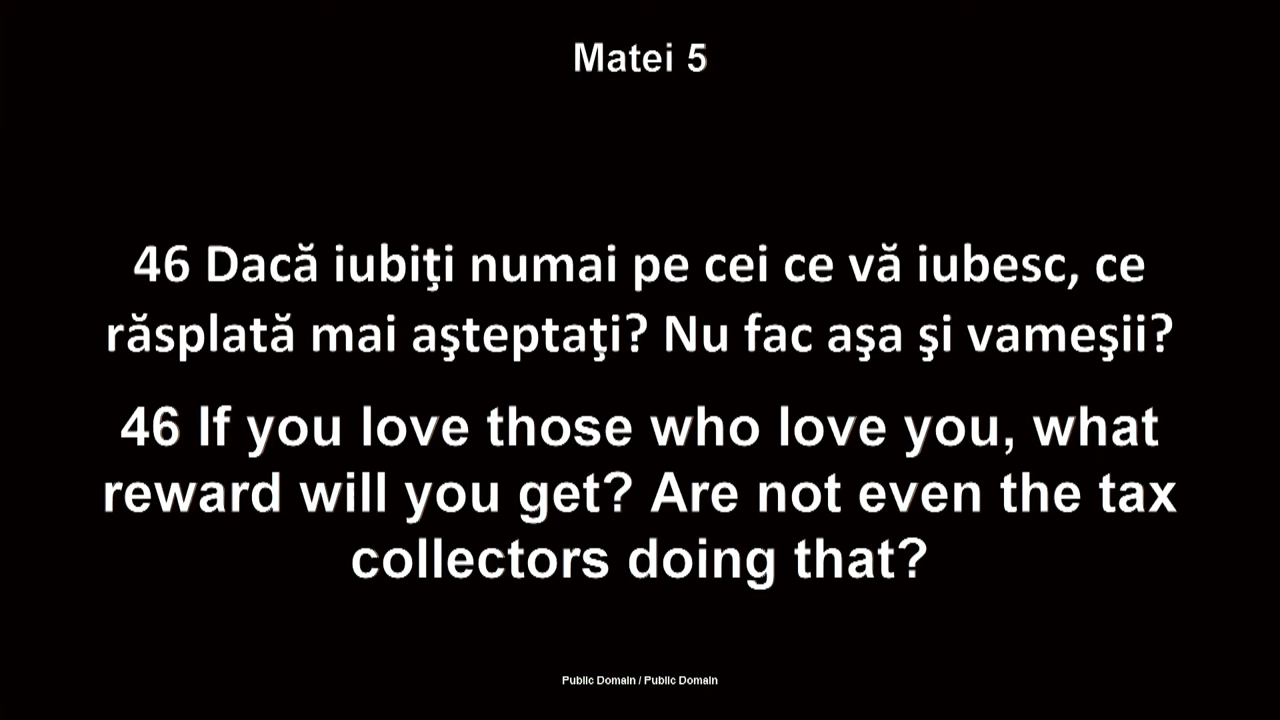 Matei 5
46 Dacă iubiţi numai pe cei ce vă iubesc, ce
răsplată mai aşteptaţi? Nu fac aşa şi vameşii?
46 If you love those who love you, what
reward will you get? Are not even the tax
collectors doing that?
Public Domain / Public Domain